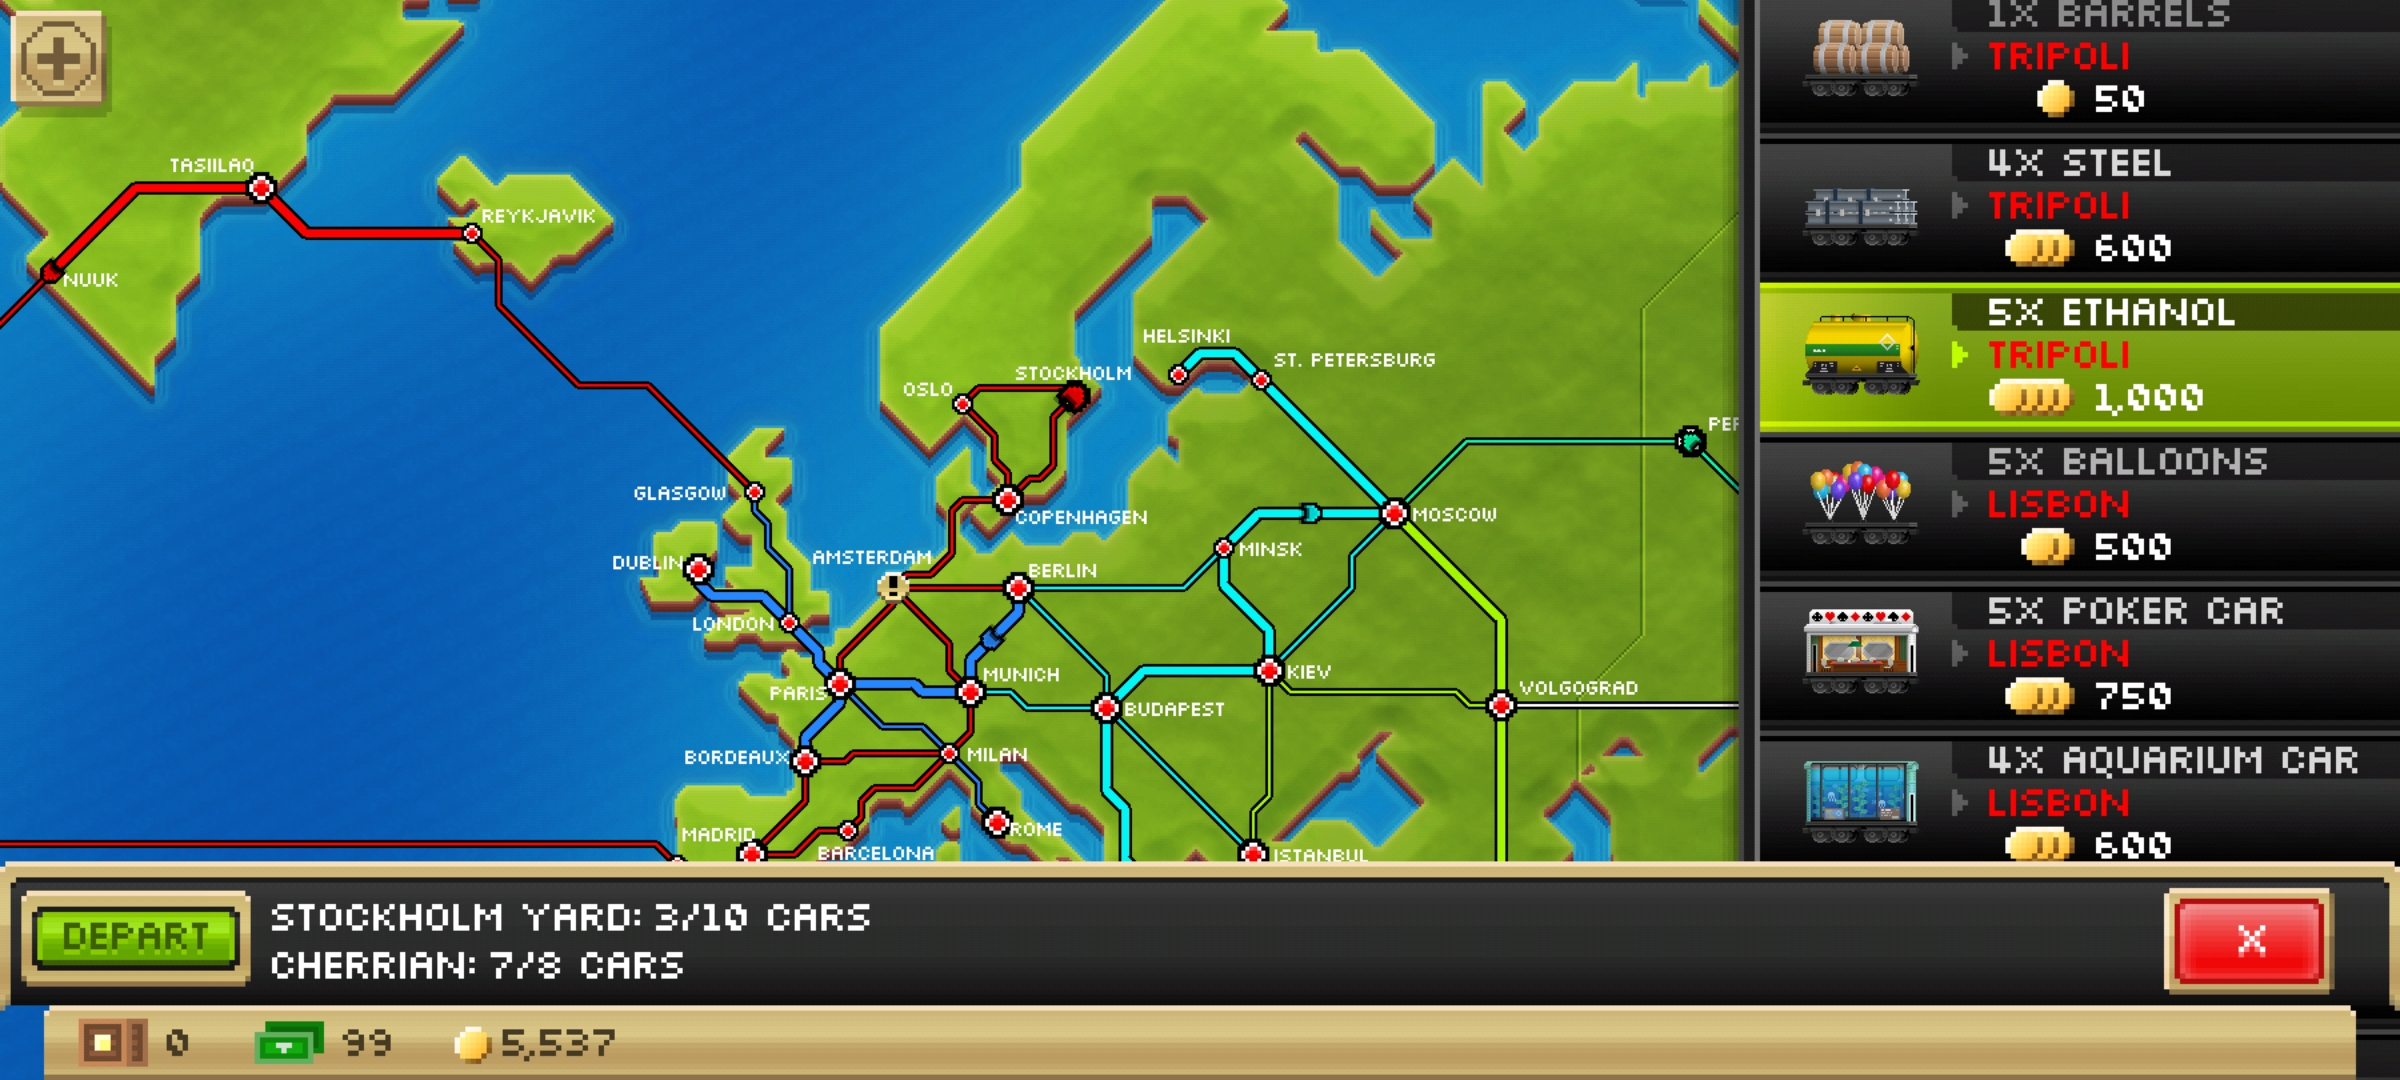 TASIILAQ
REYKJAVIK
NUUK
HELSINKI
ST. PETERSBURG
STOCKHOLM
OSLO
GLASGOW
COPENHAGEN
MOSCOW
DUBLIN
AMSTERDAM
!
MINSK
BERLIN
LONDON
PARIS
MUNICH
KIEV
VOLGOGRAD
BUDAPEST
BORDEAUX
MILAN
MADRID
ROME
BARCELONA
ISTANBUL
1X BARRELS
TRIPOLI
50
4X STEEL
TRIPOLI
600
5X ETHANOL
TRIPOLI
1,000
5X BALLOONS
LISBON
500
5X POKER CAR
LISBON
750
4X AQUARIUM CAR
LISBON
600
DEPART
STOCKHOLM YARD: 3/10 CARS
CHERRIAN: 7/8 CARS
X
0
99
5,537